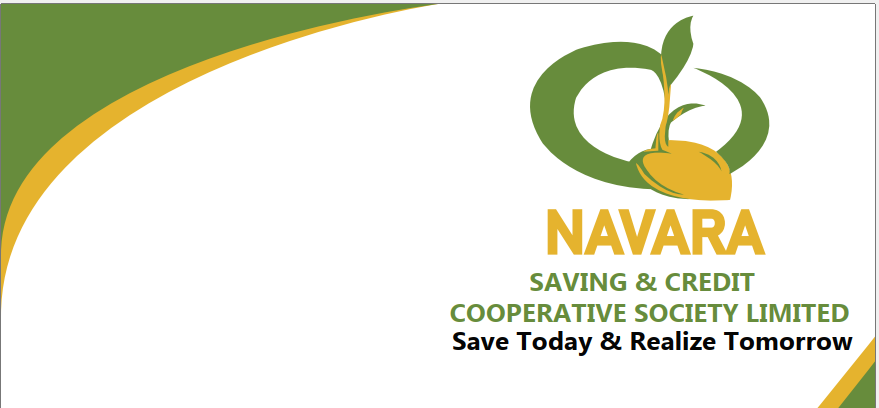 NAVARA
SAVING & CREDIT
COOPERATIVE SOCIETY LIMITED
Save Today & Realize Tomorrow